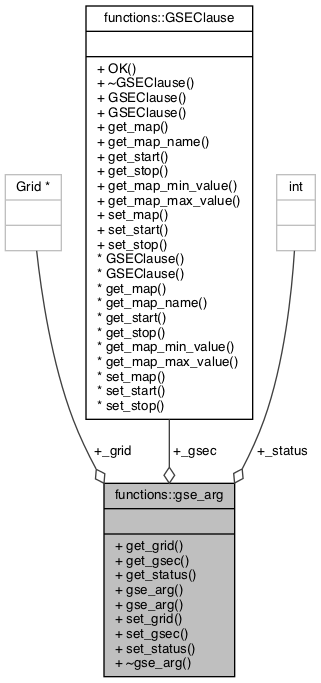 functions::GSEClause
+ OK()
+ ~GSEClause()
+ GSEClause()
+ GSEClause()
+ get_map()
+ get_map_name()
+ get_start()
+ get_stop()
+ get_map_min_value()
+ get_map_max_value()
+ set_map()
+ set_start()
+ set_stop()
* GSEClause()
* GSEClause()
* get_map()
* get_map_name()
* get_start()
* get_stop()
* get_map_min_value()
* get_map_max_value()
* set_map()
* set_start()
* set_stop()
Grid *
int
+_grid
+_gsec
+_status
functions::gse_arg
+ get_grid()
+ get_gsec()
+ get_status()
+ gse_arg()
+ gse_arg()
+ set_grid()
+ set_gsec()
+ set_status()
+ ~gse_arg()